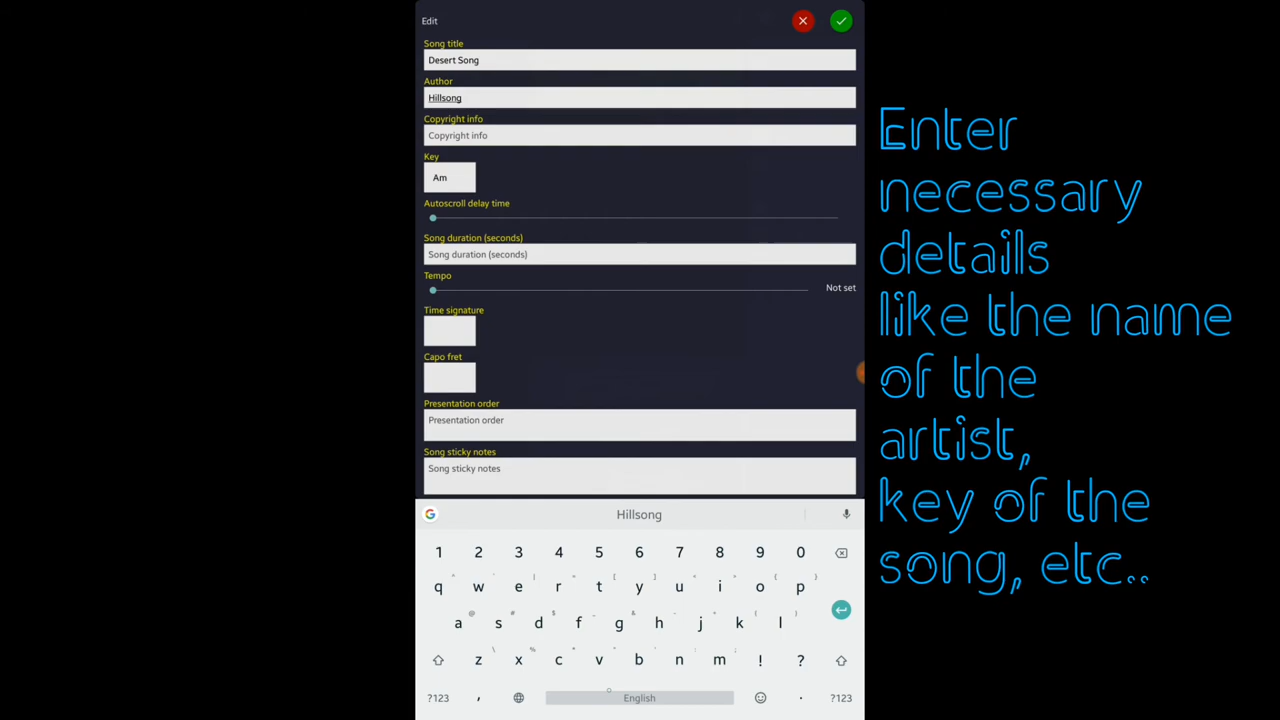 Edit
Song title
Desert Song
Author
Hillsong
Copyright info
Copyright info
Key
Am
Autoscroll delay time
Song duration (seconds)
Song duration (seconds)
Tempo
Not set
Time signature
Capo fret
Presentation order
Presentation order
Song sticky notes
Song sticky notes
Hillsong
1 2 3 4 5 6 7 8 9 0
q w e r t y u i o p
a s d f g h j k l
z x c v b n m ! ?
?123 , English . ?123
Enter
necessary
details
like the name
of the
artist,
key of the
song, etc..